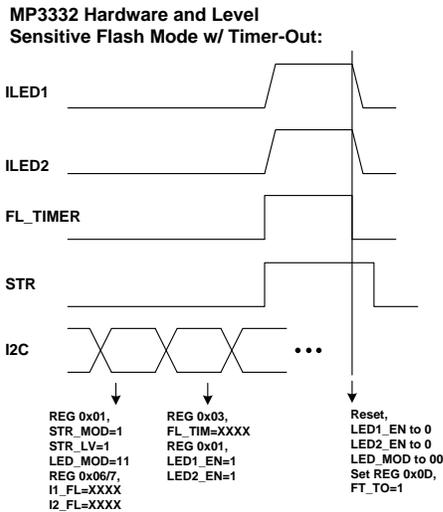 MP3332 Hardware and Level
Sensitive Flash Mode w/ Timer-Out:
ILED1
ILED2
FL_TIMER
STR
I2C
REG 0x01,
STR_MOD=1
STR_LV=1
LED_MOD=11
REG 0x06/7,
I1_FL=XXXX
I2_FL=XXXX
REG 0x03,
FL_TIM=XXXX
REG 0x01,
LED1_EN=1
LED2_EN=1
Reset,
LED1_EN to 0
LED2_EN to 0
LED_MOD to 00
Set REG 0x0D,
FT_TO=1